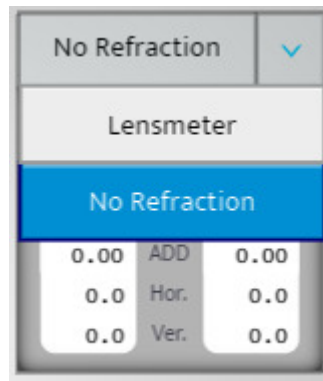 No Refraction
Lensmeter
No Refraction
0.00 ADD 0.00
0.0 Hor. 0.0
0.0 Ver. 0.0